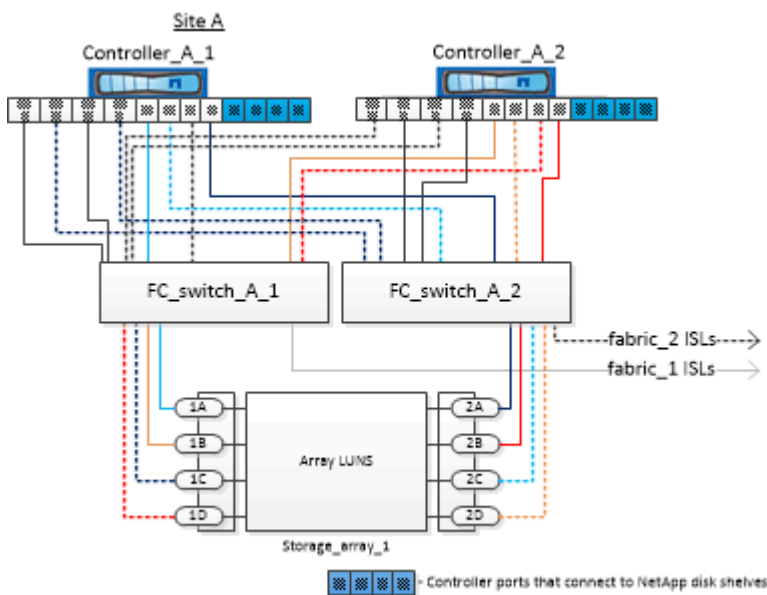 Site A
Controller_A_1
Controller_A_2
FC_switch_A_1
FC_switch_A_2
fabric_2 ISLs
fabric_1 ISLs
1A
2A
1B
2B
Array LUNS
1C
2C
1D
2D
Storage_array_1
- Controller ports that connect to NetApp disk shelves